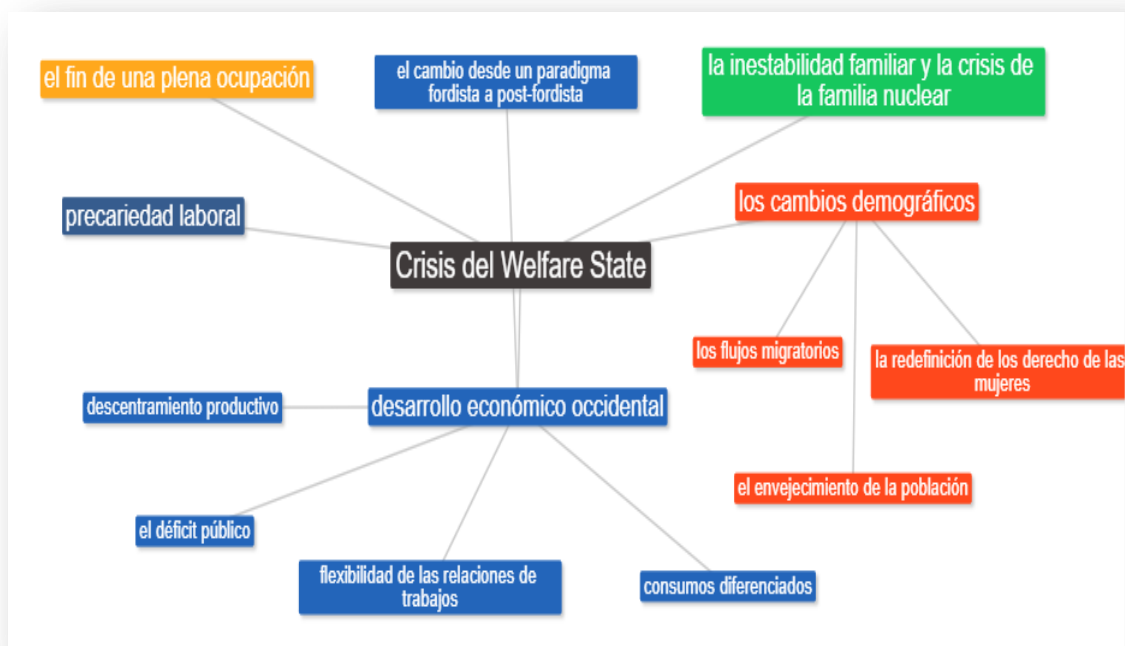 el fin de una plena ocupación
el cambio desde un paradigma
fordista a post-fordista
la inestabilidad familiar y la crisis de
la familia nuclear
precariedad laboral
los cambios demográficos
Crisis del Welfare State
los flujos migratorios
la redefinición de los derecho de las
mujeres
descentramiento productivo
desarrollo económico occidental
el envejecimiento de la población
el déficit público
flexibilidad de las relaciones de
trabajos
consumos diferenciados